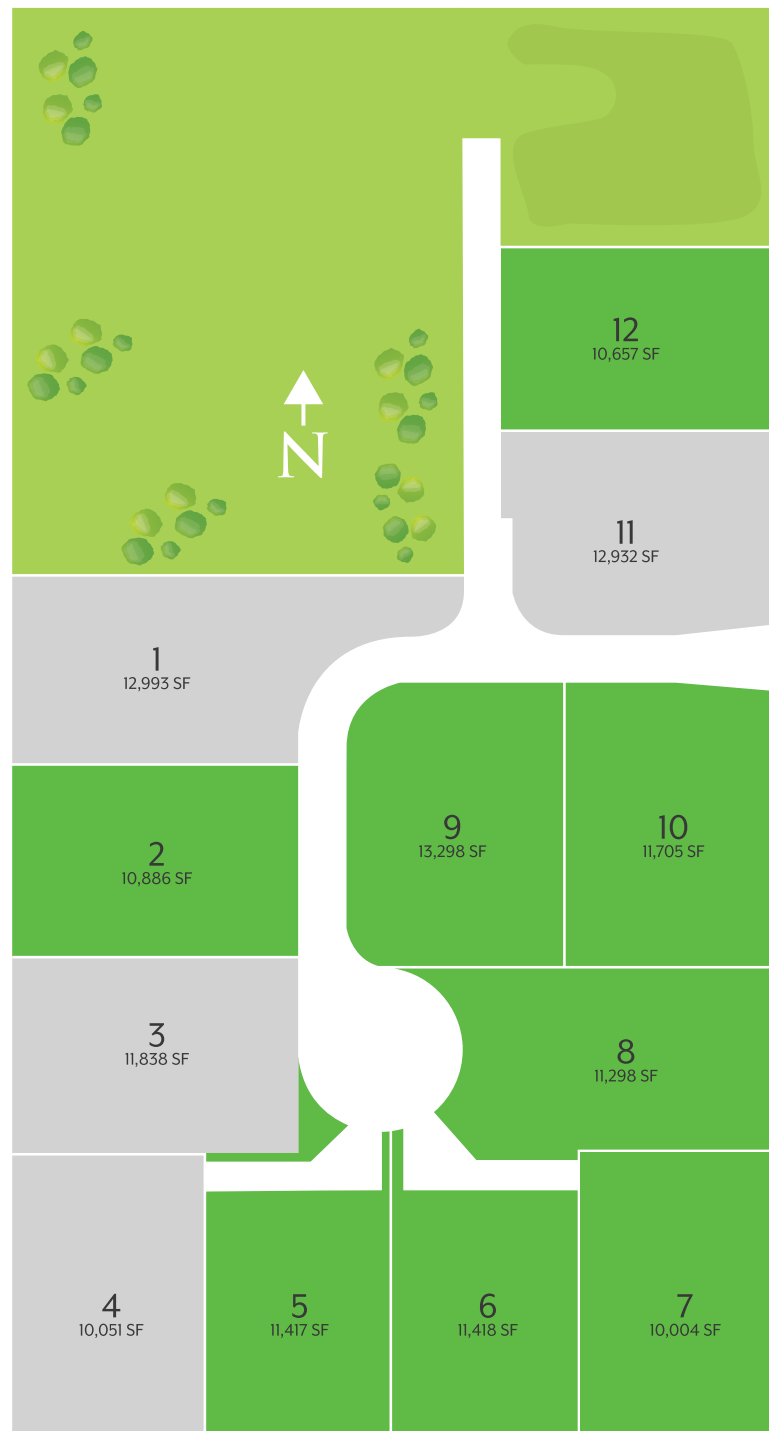 12
10,657 SF
N
11
12,932 SF
1
12,993 SF
9
13,298 SF
10
11,705 SF
2
10,886 SF
3
11,838 SF
8
11,298 SF
4
10,051 SF
5
11,417 SF
6
11,418 SF
7
10,004 SF